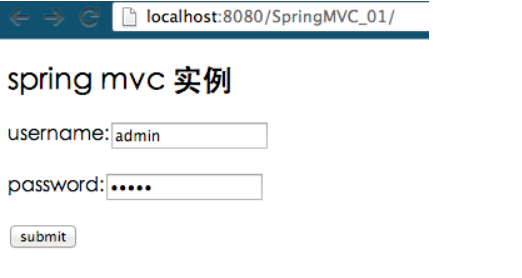 localhost:8080/SpringMVC_01/
spring mvc 实例
username: admin
password: •••••
submit